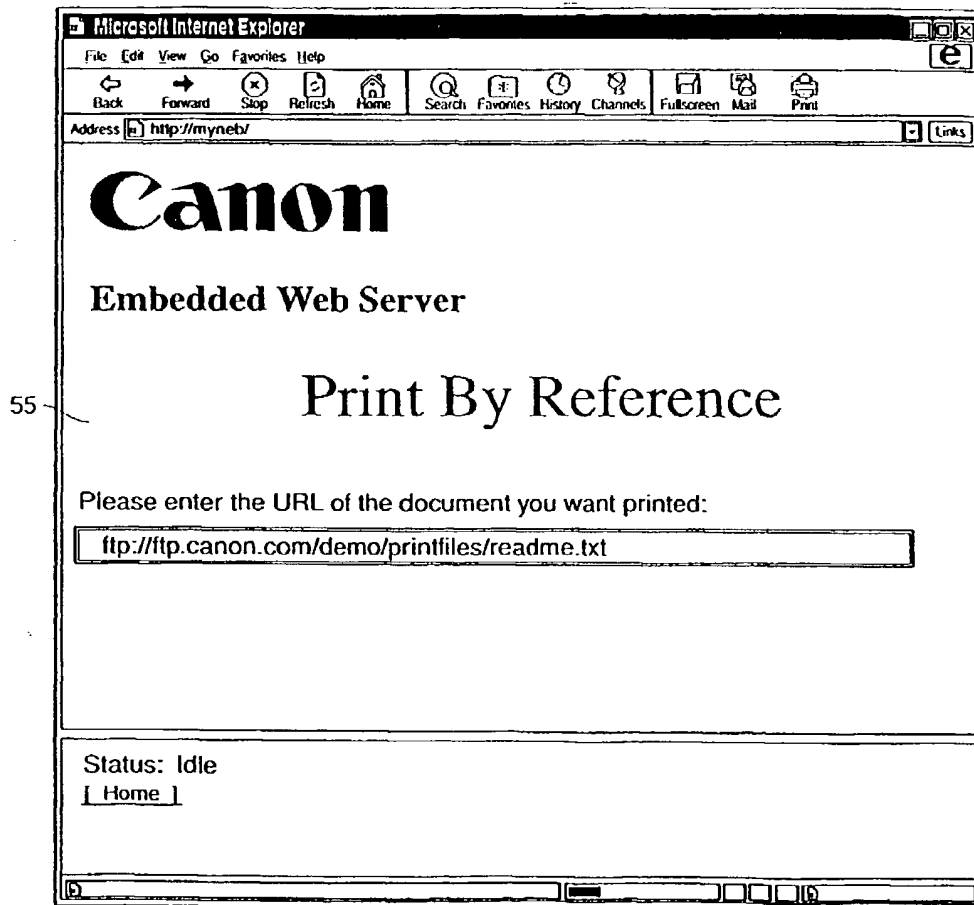 Microsoft Internet Explorer
File Edit View Go Favorites Help
e
Back Forward Stop Refresh Home Search Favorites History Channels Fullscreen Mail Print
Address http://myneb/ Links
Canon
Embedded Web Server
Print By Reference
55
Please enter the URL of the document you want printed:
ftp://ftp.canon.com/demo/printfiles/readme.txt
Status: Idle
[ Home ]